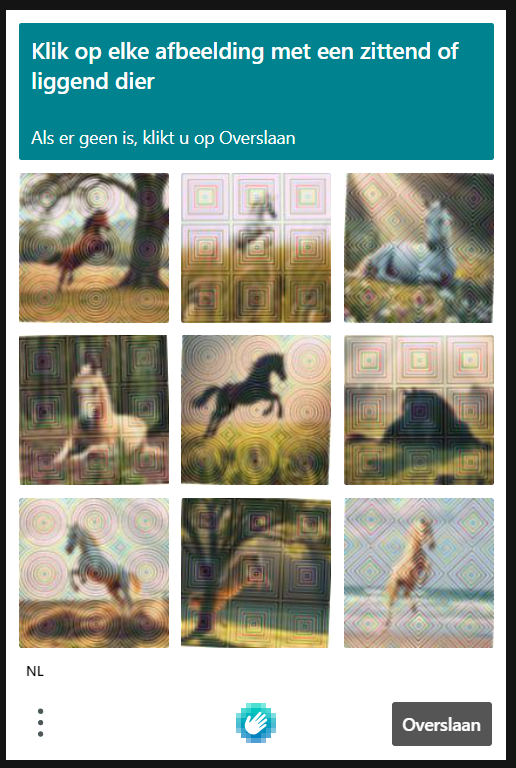 Klik op elke afbeelding met een zittend of
liggend dier
Als er geen is, klikt u op Overslaan
NL
Overslaan